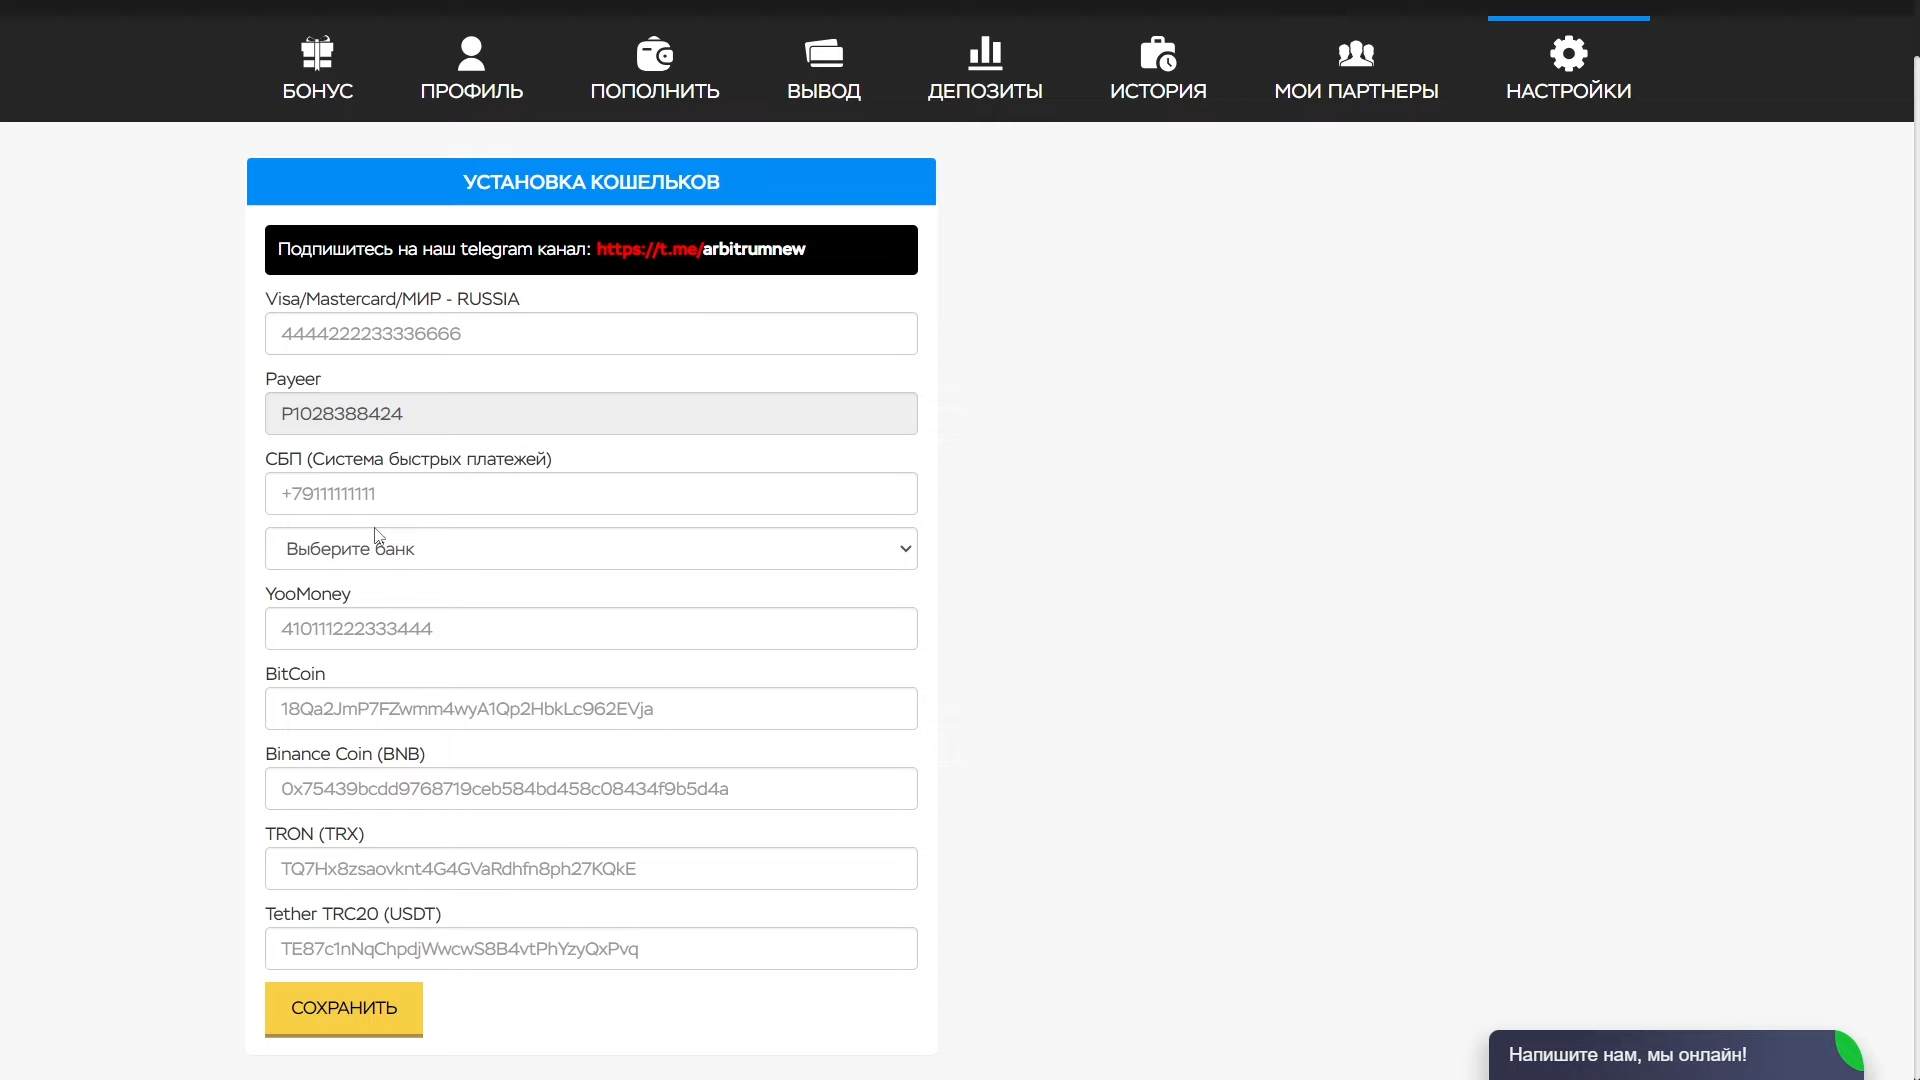 БОНУС
ПРОФИЛЬ
ПОПОЛНИТЬ
ВЫВОД
ДЕПОЗИТЫ
ИСТОРИЯ
МОИ ПАРТНЕРЫ
НАСТРОЙКИ
УСТАНОВКА КОШЕЛЬКОВ
Подпишитесь на наш telegram канал: https://t.me/arbitrumnew
Visa/Mastercard/МИР - RUSSIA
4444222233336666
Payeer
P1028388424
СБП (Система быстрых платежей)
+79111111111
Выберите банк
YooMoney
410111222333444
BitCoin
18Qa2JmP7FZwmm4wyA1Qp2HbkLc962EVja
Binance Coin (BNB)
0x75439bcdd9768719ceb584bd458c08434f9b5d4a
TRON (TRX)
TQ7Hx8zsaovknt4G4GVaRdhfn8ph27KQkE
Tether TRC20 (USDT)
TE87c1nNqChpdjWwcwS8B4vtPhYzyQxPvq
СОХРАНИТЬ
Напишите нам, мы онлайн!